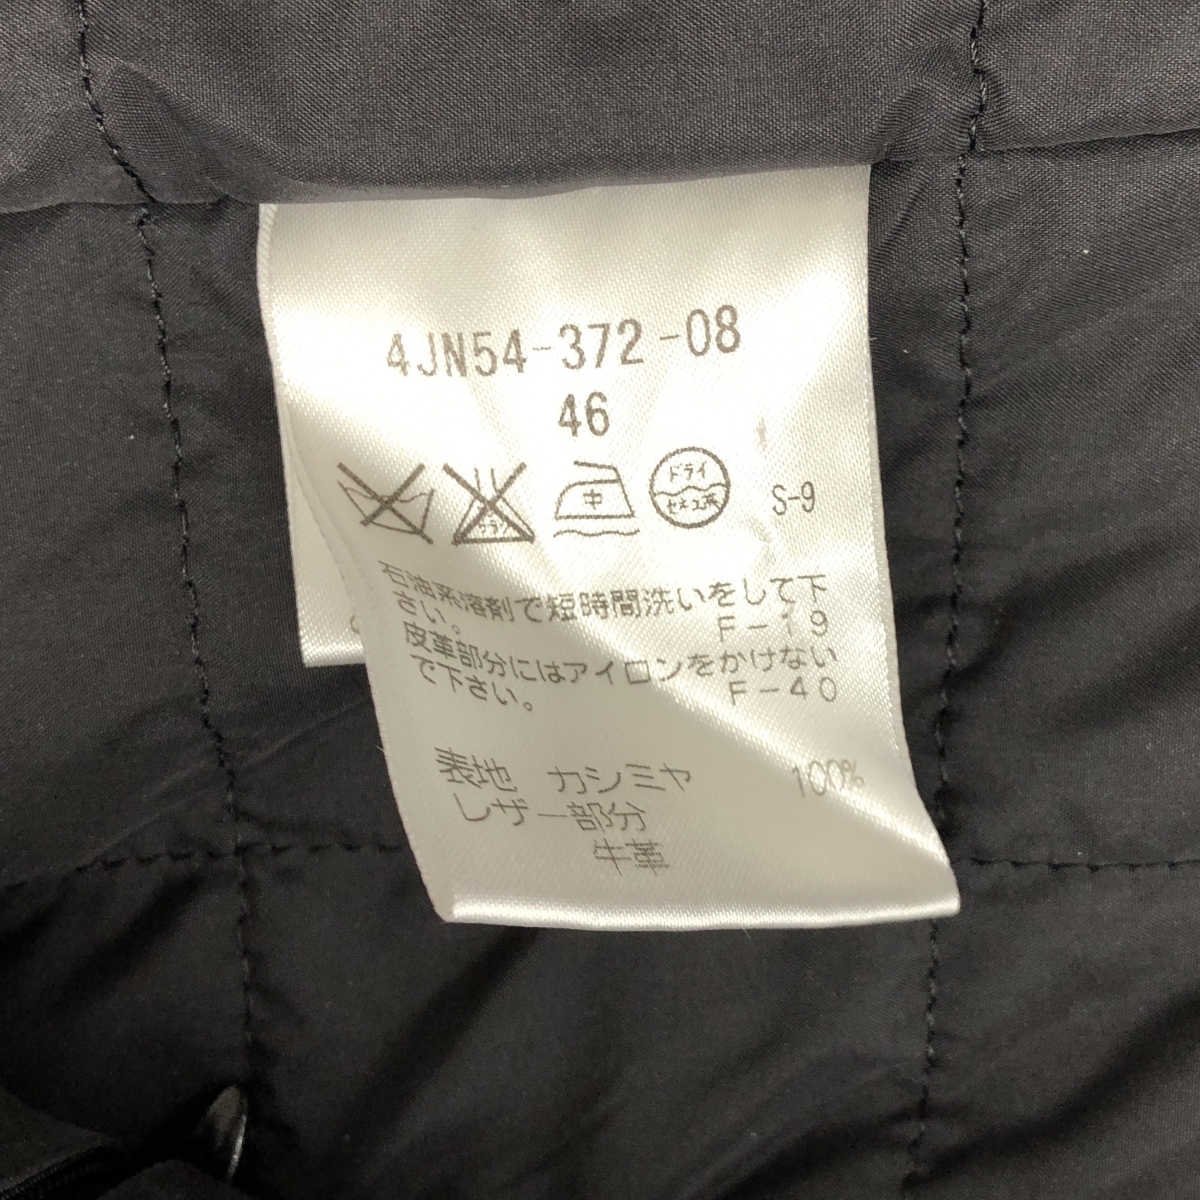 4JN54-372-08
46
中
ドライ
セキユ系
S-9
石油系溶剤で短時間洗いをして下
さい。 F-19
皮革部分にはアイロンをかけない
で下さい。 F-40
表地 カシミヤ 100%
レザー部分
牛革